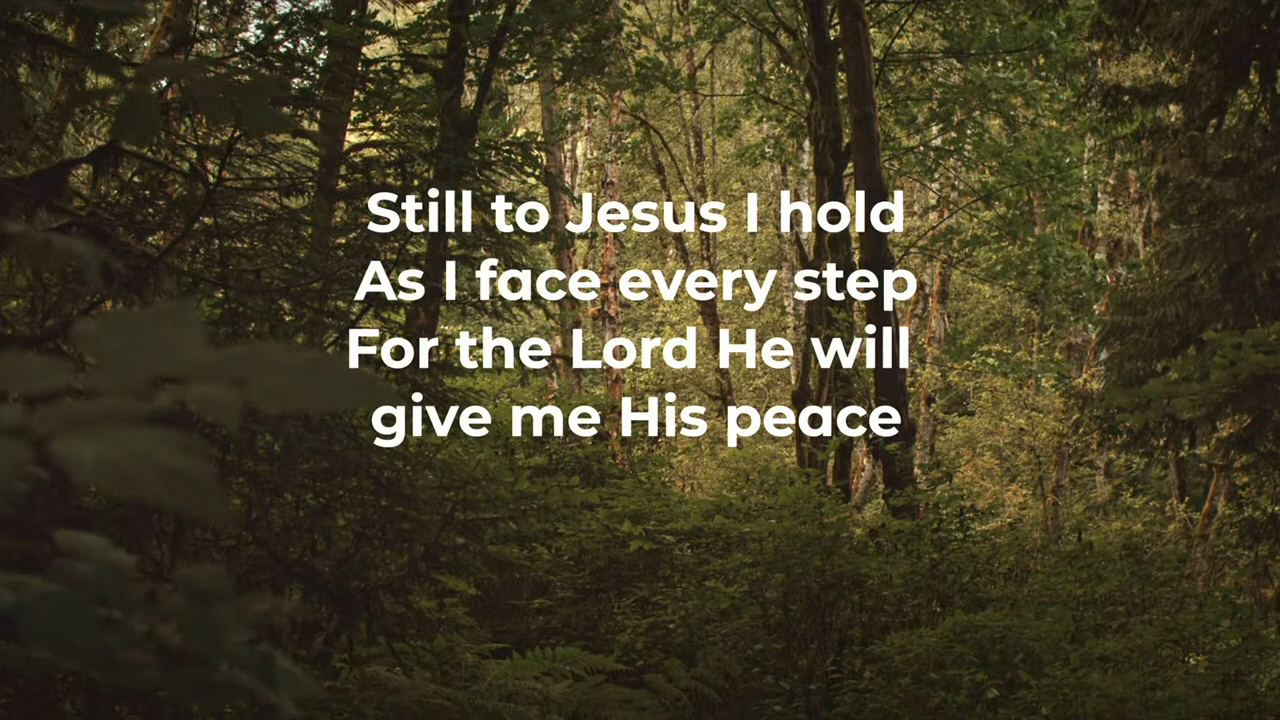 Still to Jesus I hold
As I face every step
For the Lord He will
give me His peace